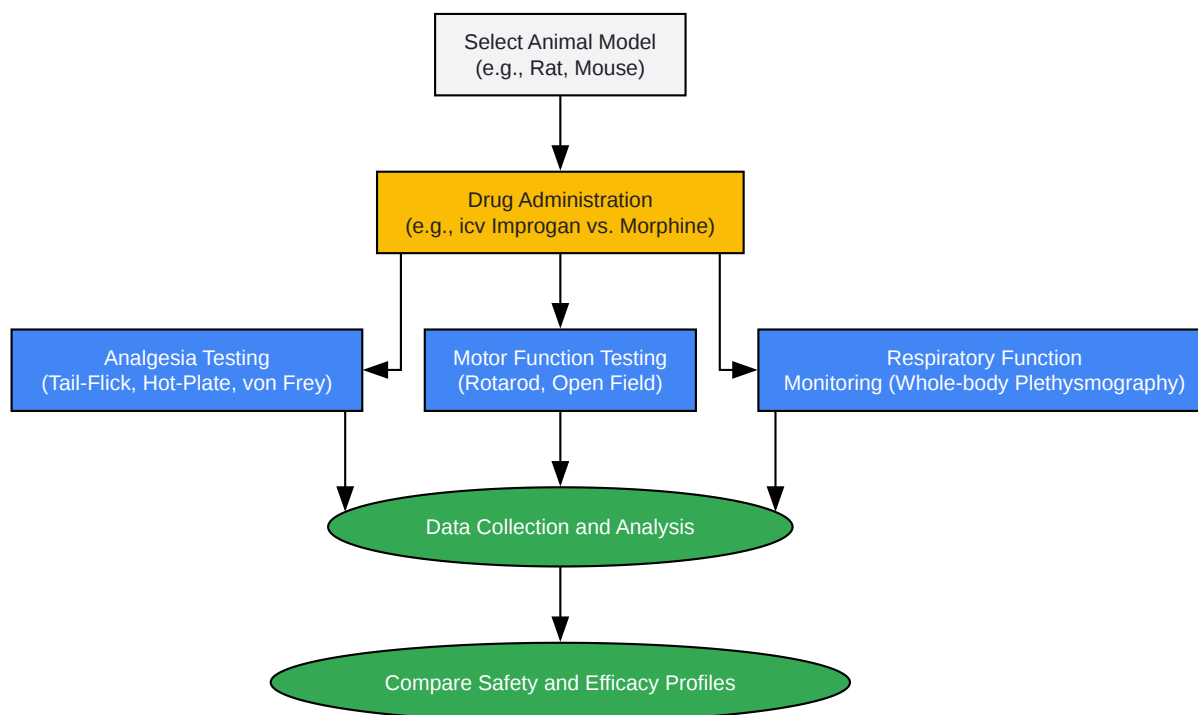 Select Animal Model
(e.g., Rat, Mouse)
Drug Administration
(e.g., icv Improgan vs. Morphine)
Analgesia Testing
(Tail-Flick, Hot-Plate, von Frey)
Motor Function Testing
(Rotarod, Open Field)
Respiratory Function
Monitoring (Whole-body Plethysmography)
Data Collection and Analysis
Compare Safety and Efficacy Profiles